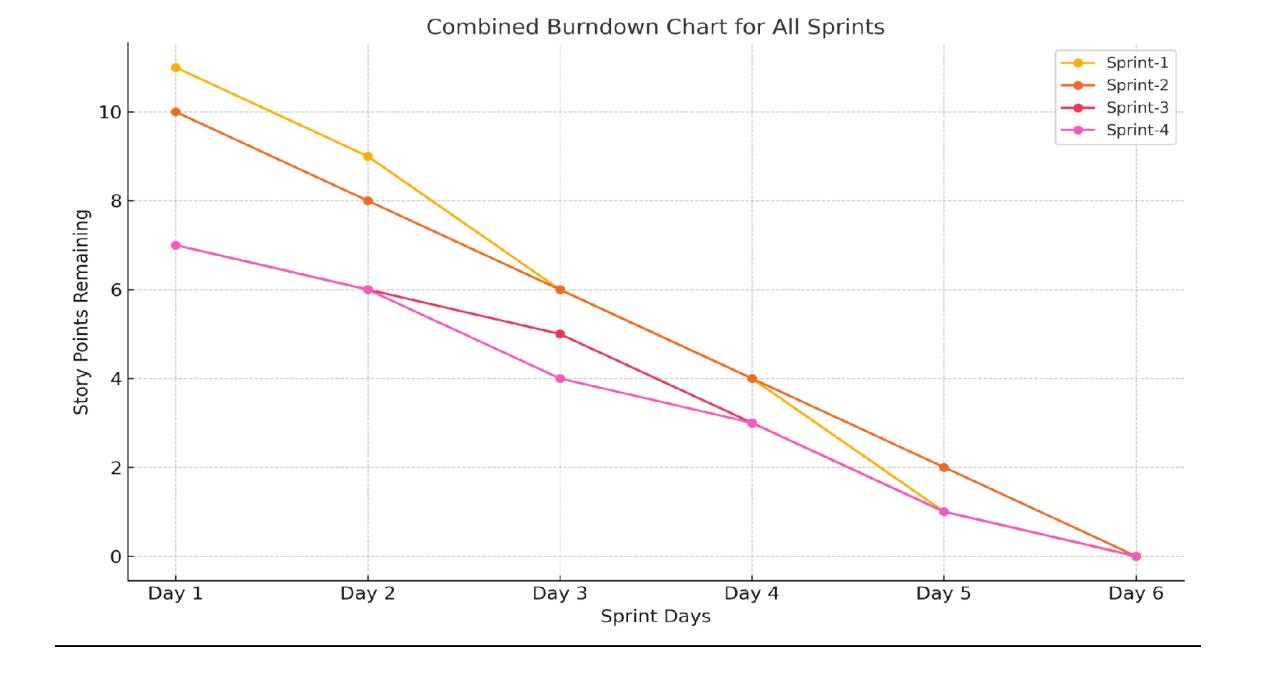 Combined Burndown Chart for All Sprints
Sprint-1
Sprint-2
Sprint-3
Sprint-4
Story Points Remaining
10
8
6
4
2
0
Day 1 Day 2 Day 3 Day 4 Day 5 Day 6
Sprint Days